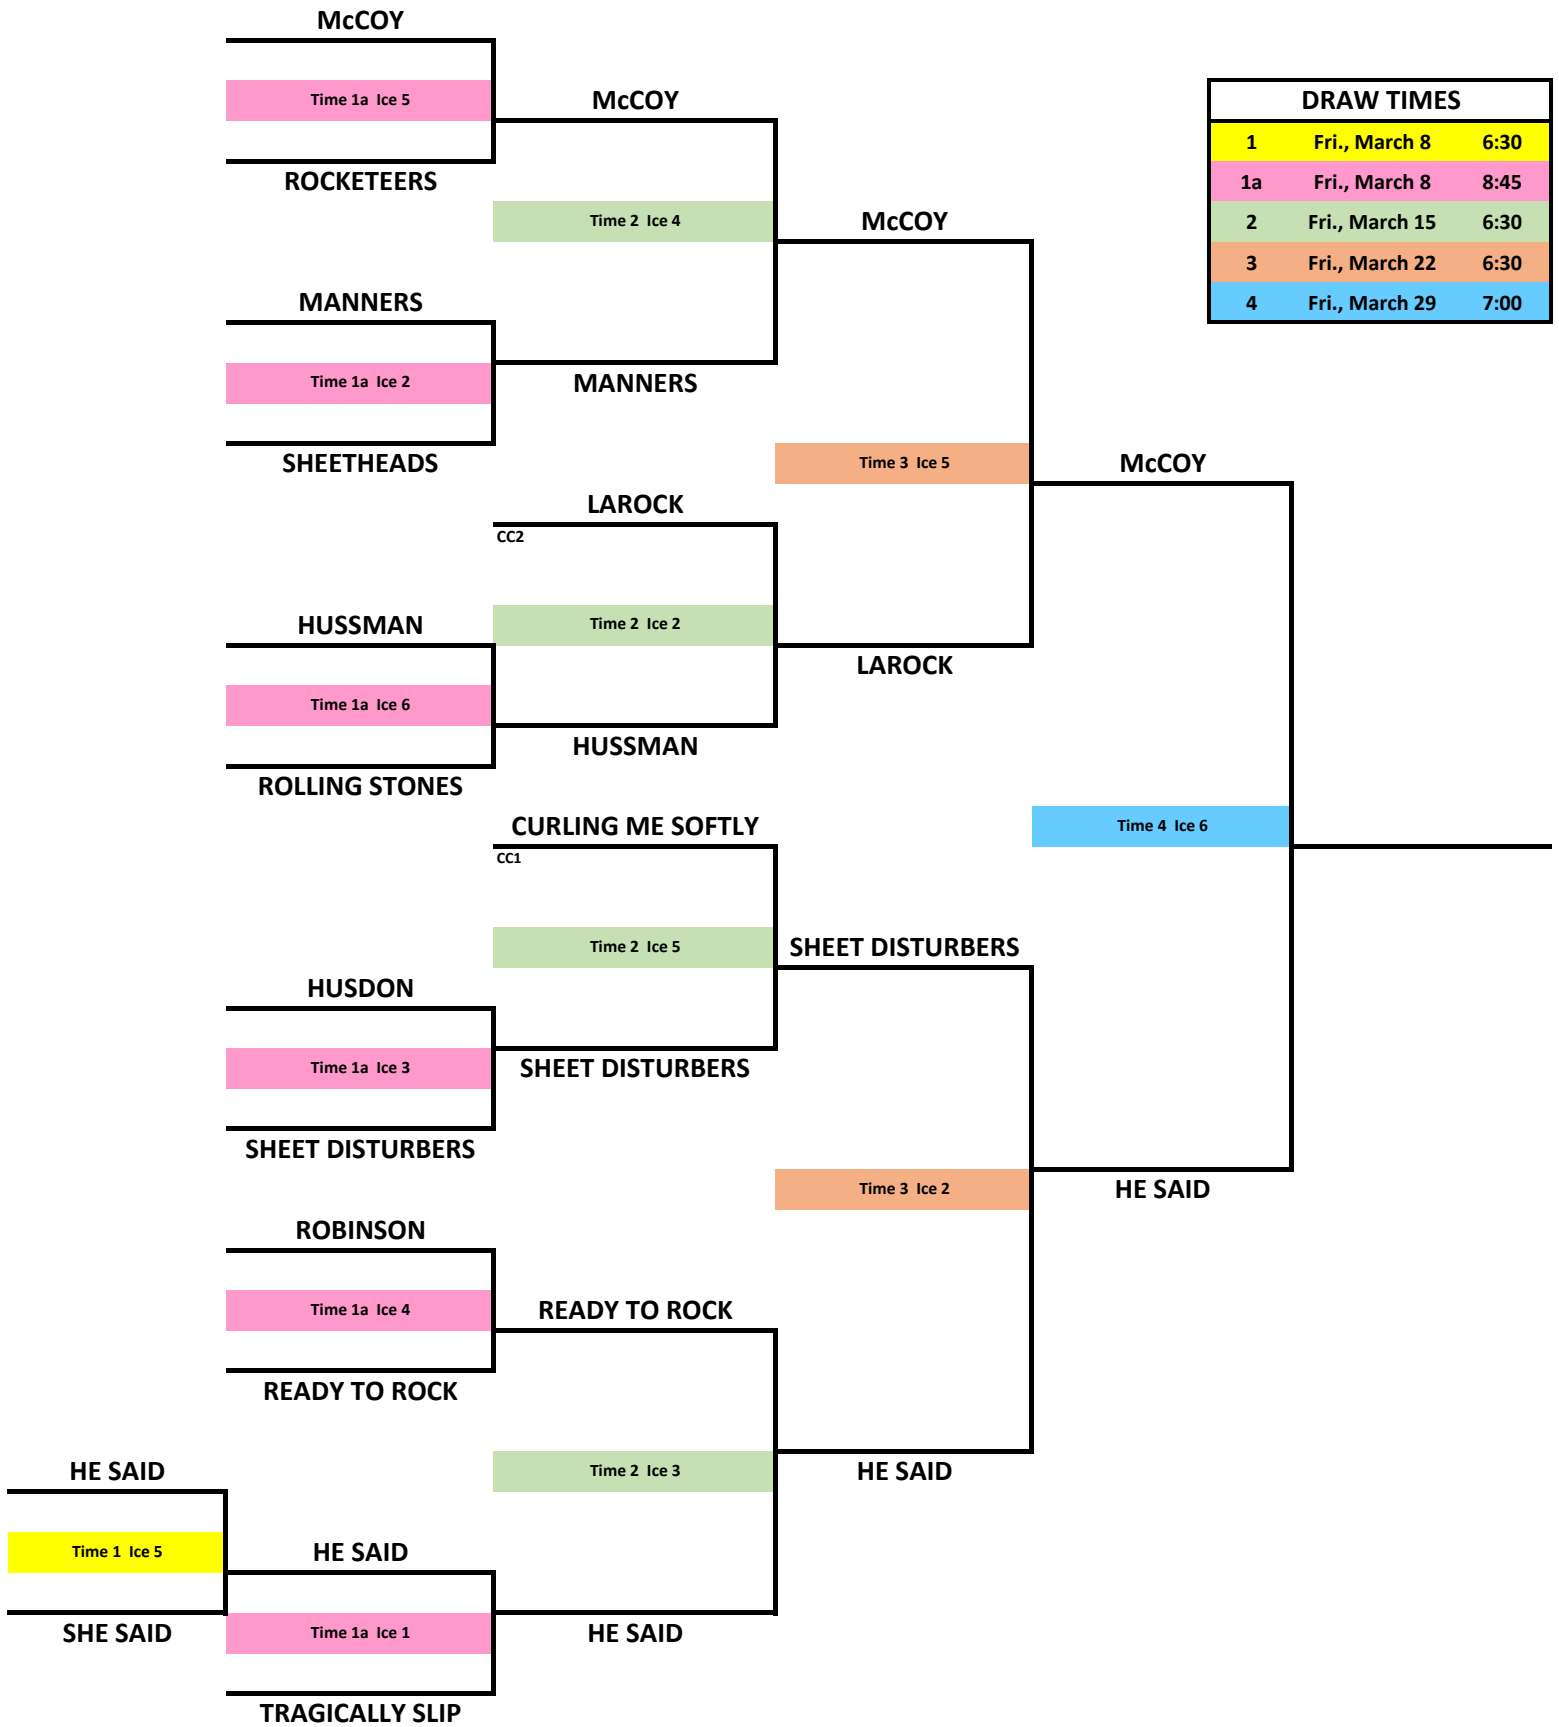 McCOY
Time 1a Ice 5
McCOY
DRAW TIMES
1 Fri., March 8 6:30
ROCKETEERS
1a Fri., March 8 8:45
Time 2 Ice 4
McCOY
2 Fri., March 15 6:30
3 Fri., March 22 6:30
MANNERS
4 Fri., March 29 7:00
Time 1a Ice 2
MANNERS
SHEETHEADS
Time 3 Ice 5
McCOY
LAROCK
CC2
HUSSMAN
Time 2 Ice 2
LAROCK
Time 1a Ice 6
HUSSMAN
ROLLING STONES
CURLING ME SOFTLY
Time 4 Ice 6
CC1
Time 2 Ice 5
SHEET DISTURBERS
HUSDON
Time 1a Ice 3
SHEET DISTURBERS
SHEET DISTURBERS
Time 3 Ice 2
HE SAID
ROBINSON
Time 1a Ice 4
READY TO ROCK
READY TO ROCK
HE SAID
Time 2 Ice 3
HE SAID
Time 1 Ice 5
HE SAID
SHE SAID
Time 1a Ice 1
HE SAID
TRAGICALLY SLIP